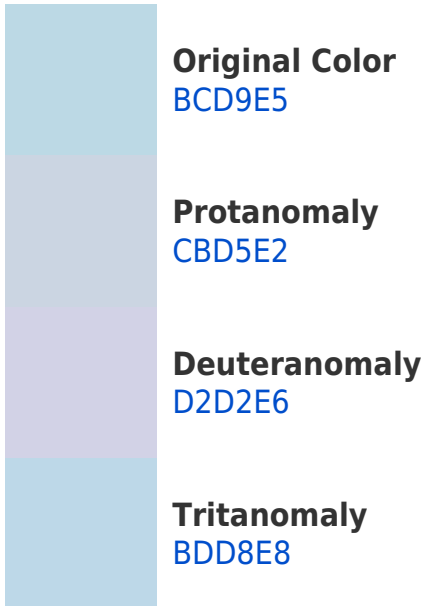 Original Color
BCD9E5
Protanomaly
CBD5E2
Deuteranomaly
D2D2E6
Tritanomaly
BDD8E8